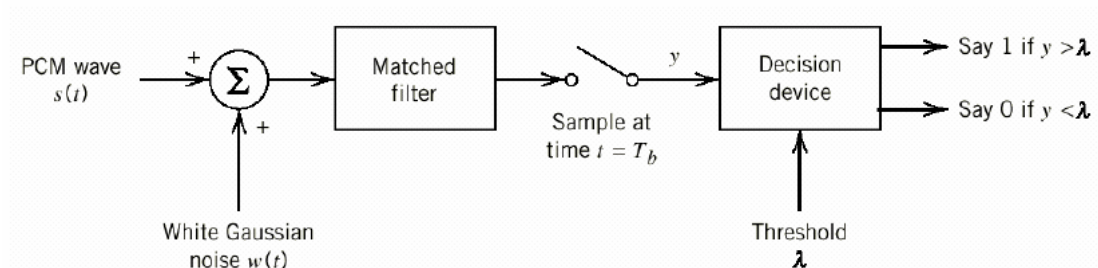 PCM wave
s(t)
+
Σ
+
White Gaussian
noise w(t)
Matched
filter
Sample at
time t = T_b
y
Decision
device
Say 1 if y >λ
Say 0 if y <λ
Threshold
λ